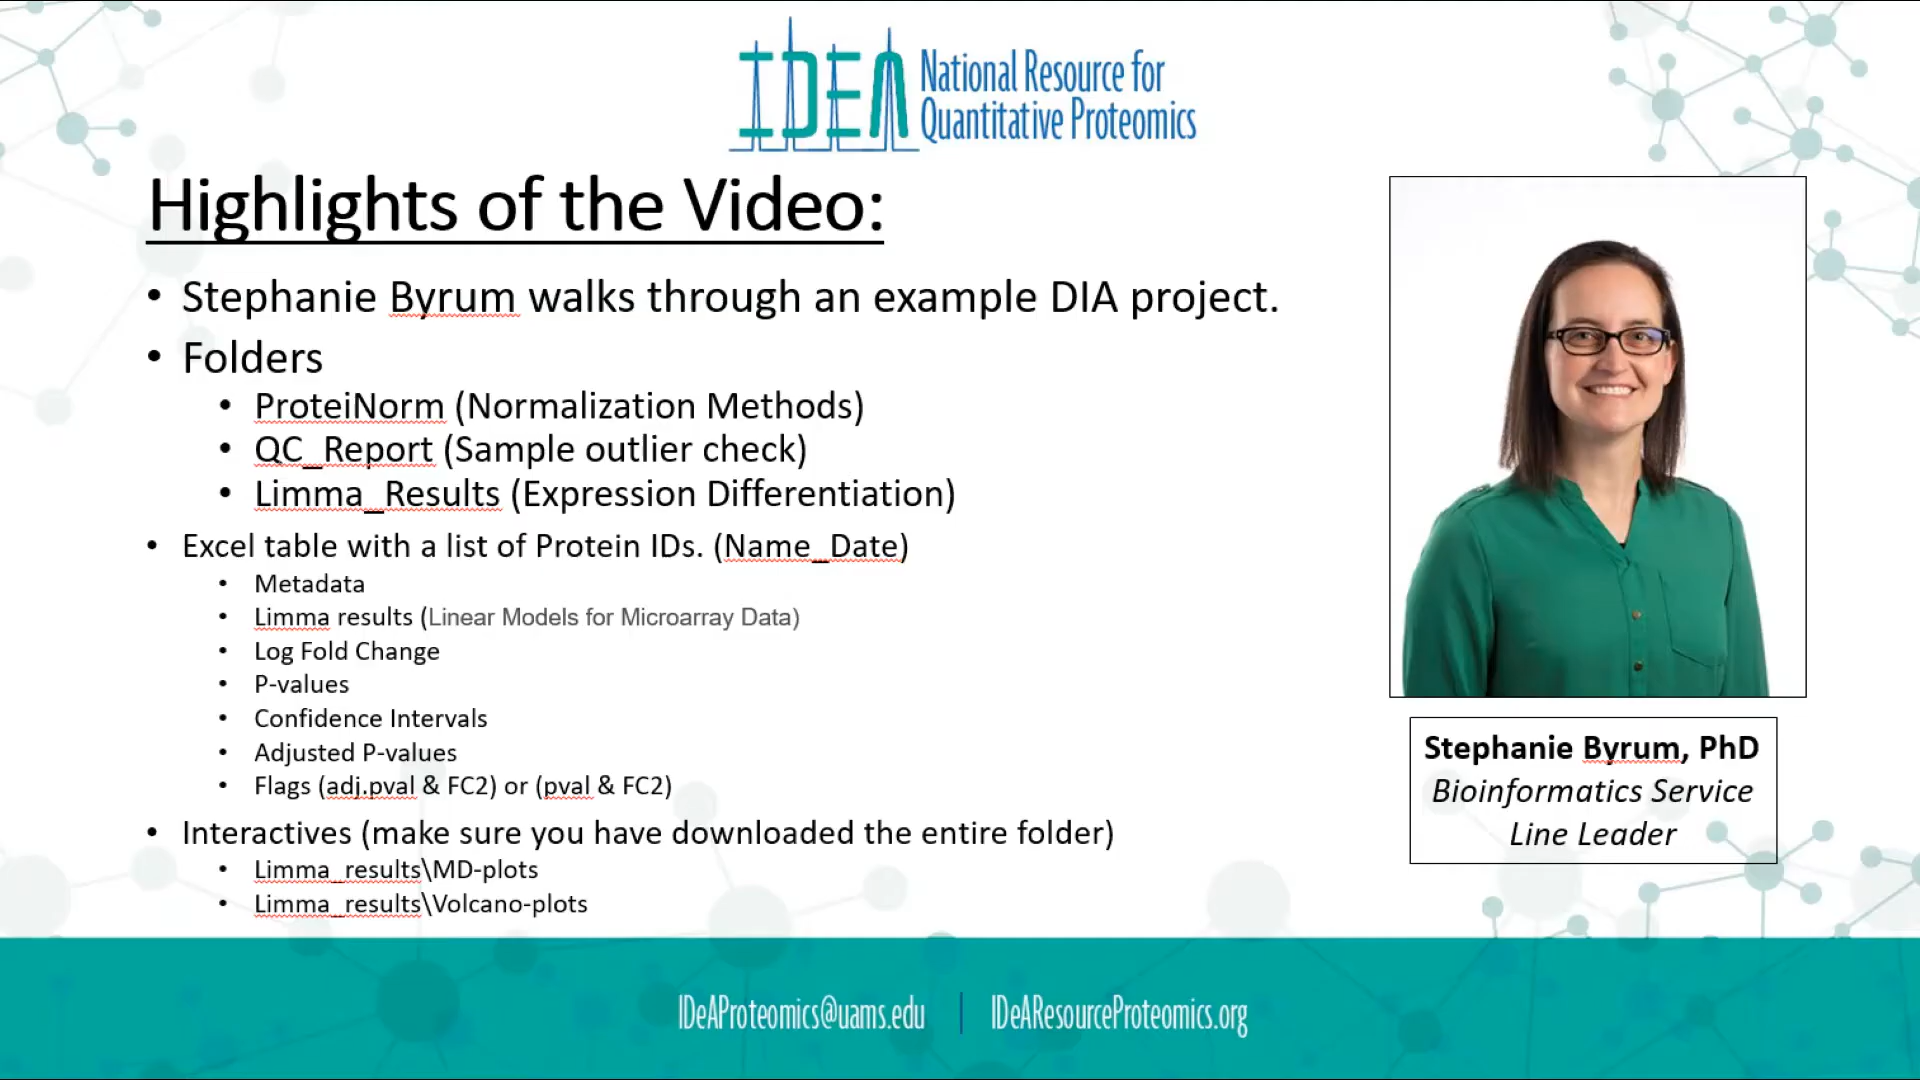 IDEA National Resource for
Quantitative Proteomics
Highlights of the Video:
• Stephanie Byrum walks through an example DIA project.
• Folders
• ProteiNorm (Normalization Methods)
• QC_Report (Sample outlier check)
• Limma_Results (Expression Differentiation)
• Excel table with a list of Protein IDs. (Name_Date)
• Metadata
• Limma results (Linear Models for Microarray Data)
• Log Fold Change
• P-values
• Confidence Intervals
• Adjusted P-values
• Flags (adj.pval & FC2) or (pval & FC2)
• Interactives (make sure you have downloaded the entire folder)
• Limma_results\MD-plots
• Limma_results\Volcano-plots
Stephanie Byrum, PhD
Bioinformatics Service
Line Leader
IDeAProteomics@uams.edu | IDeAResourceProteomics.org